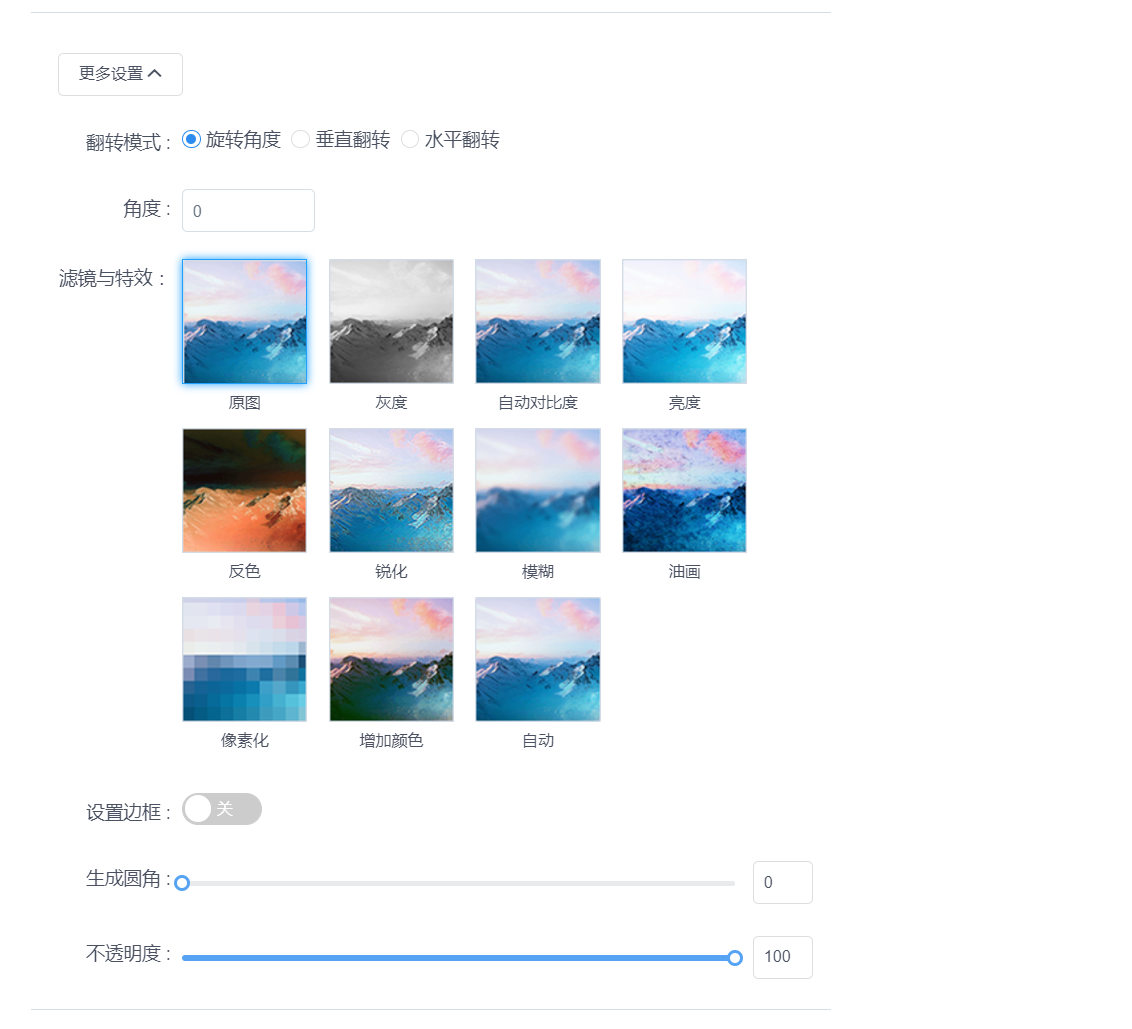 更多设置
翻转模式 : 旋转角度 垂直翻转 水平翻转
角度 : 0
滤镜与特效 :
原图 灰度 自动对比度 亮度
反色 锐化 模糊 油画
像素化 增加颜色 自动
设置边框 : 关
生成圆角 : 0
不透明度 : 100